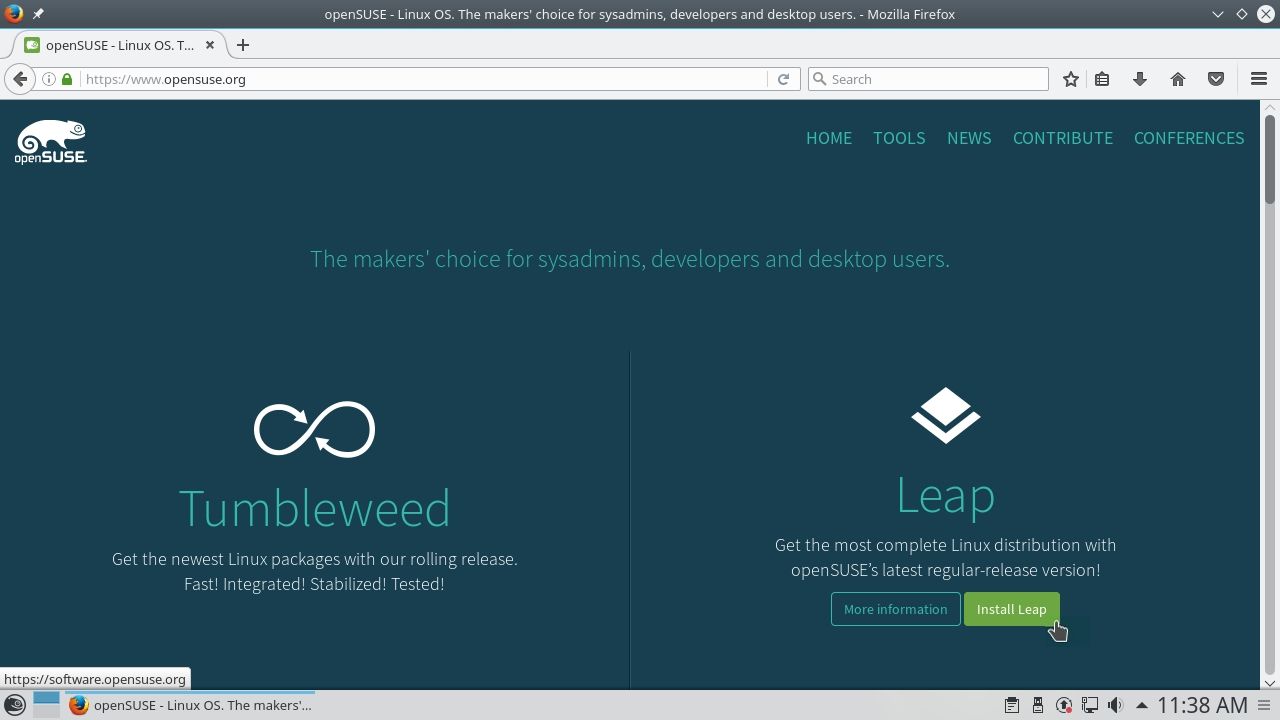 openSUSE - Linux OS. The makers' choice for sysadmins, developers and desktop users. - Mozilla Firefox
openSUSE - Linux OS. T...
https://www.opensuse.org
Search
openSUSE.
HOME TOOLS NEWS CONTRIBUTE CONFERENCES
The makers' choice for sysadmins, developers and desktop users.
Tumbleweed
Get the newest Linux packages with our rolling release.
Fast! Integrated! Stabilized! Tested!
Leap
Get the most complete Linux distribution with
openSUSE’s latest regular-release version!
More information Install Leap
https://software.opensuse.org
openSUSE - Linux OS. The makers'...
11:38 AM